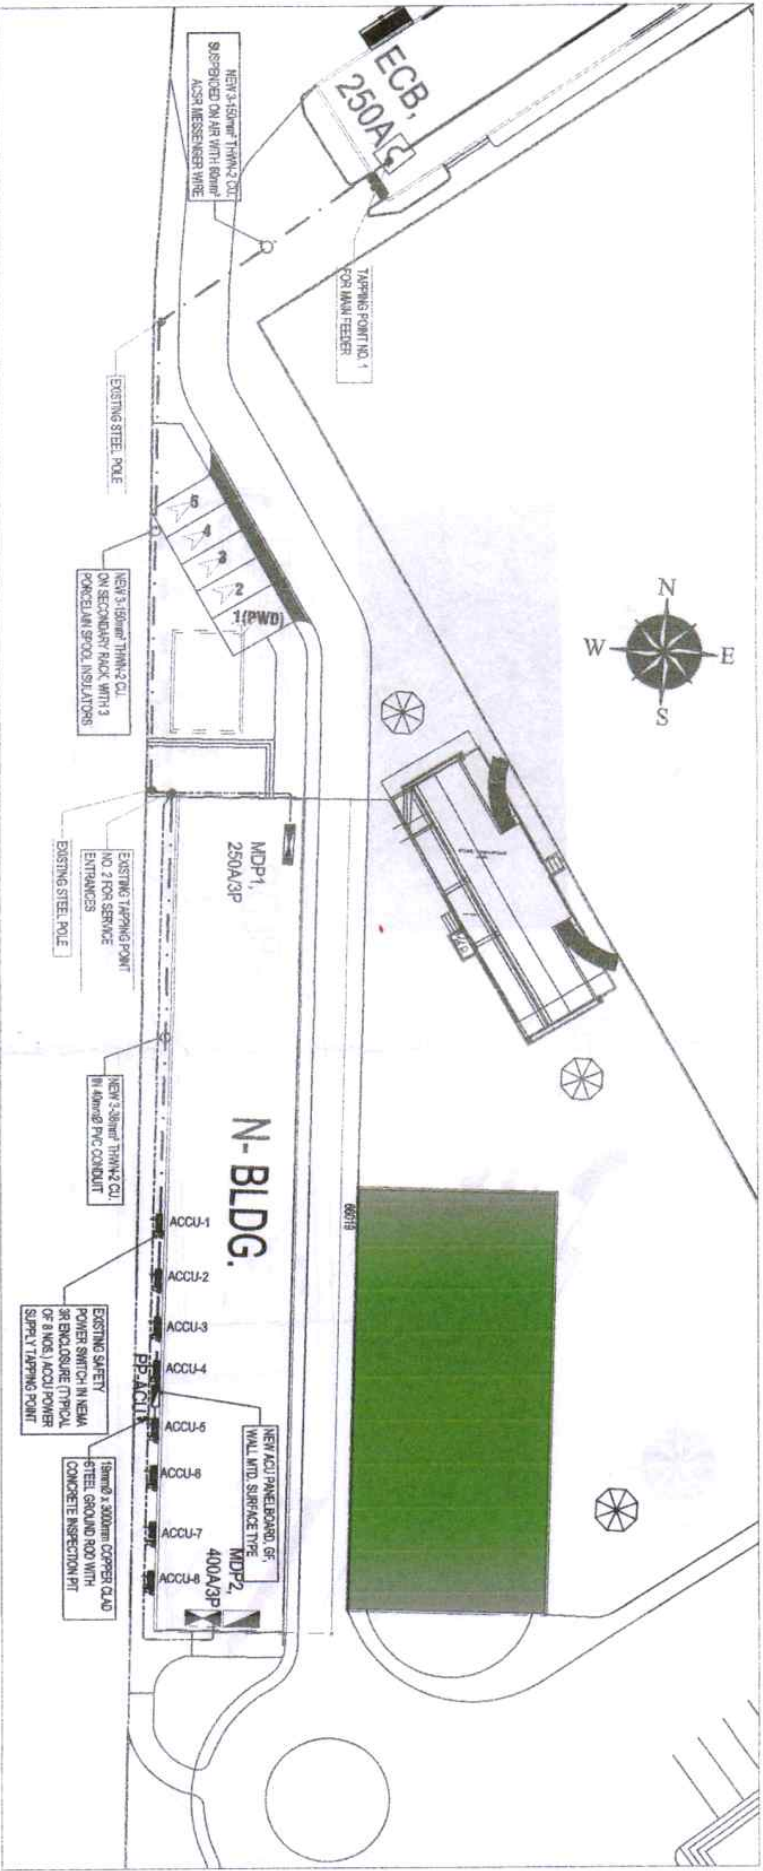 ECB,
250A
NEW 3-150mm² THWN-2 CU.
SUSPENDED ON AIR WITH 60mm²
ACSR MESSENGER WIRE
TAPPING POINT NO. 1
FOR MAIN FEEDER
EXISTING STEEL POLE
5
4
3
2
1(PWD)
NEW 3-150mm² THWN-2 CU.
ON SECONDARY RACK, WITH 3
PORCELAIN SPOOL INSULATORS
N
W
E
S
MDP1,
250A/3P
EXISTING TAPPING POINT
NO. 2 FOR SERVICE
ENTRANCES
EXISTING STEEL POLE
NEW 3-38mm² THWN-2 CU.
IN 40mmØ PVC CONDUIT
N- BLDG.
ACCU-1
ACCU-2
ACCU-3
ACCU-4
ACCU-5
ACCU-6
ACCU-7
ACCU-8
PP-ACU
EXISTING SAFETY
POWER SWITCH IN NEMA
3R ENCLOSURE (TYPICAL
OF 8 NOS.) ACCU POWER
SUPPLY TAPPING POINT
NEW ACU PANELBOARD, GF,
WALL MTD. SURFACE TYPE
MDP2,
400A/3P
19mmØ x 3000mm COPPER CLAD
STEEL GROUND ROD WITH
CONCRETE INSPECTION PIT